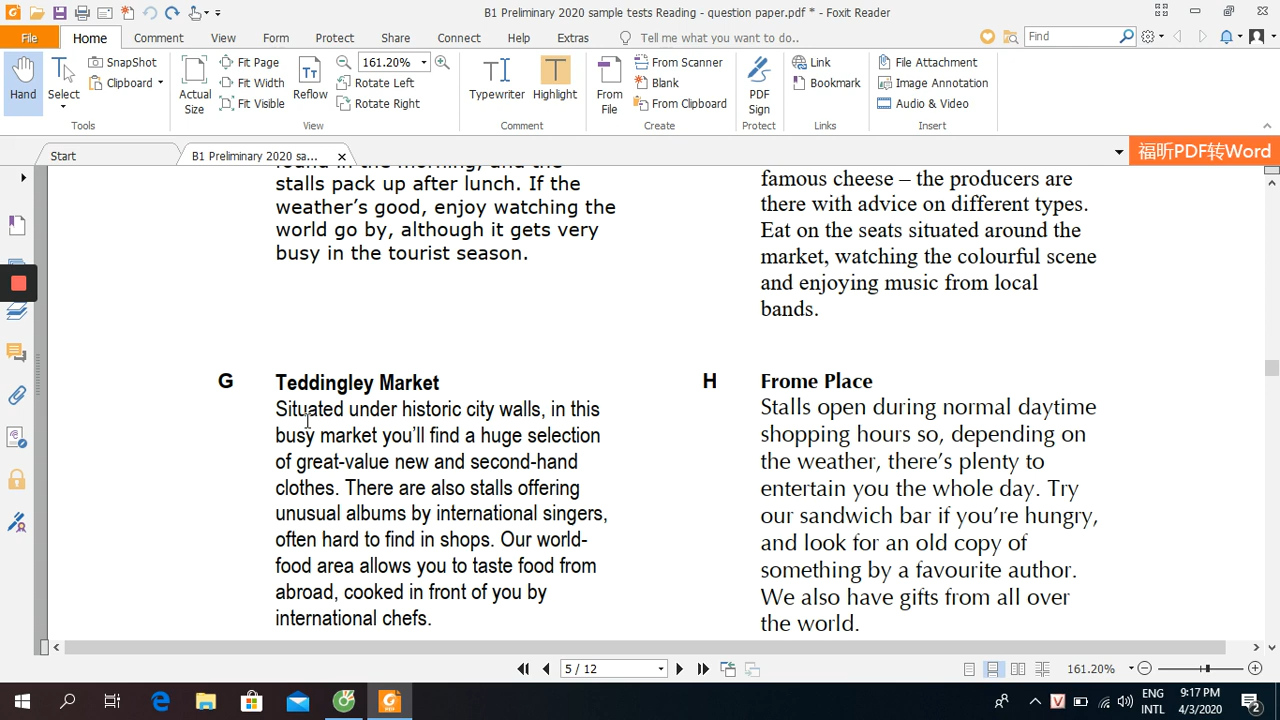 B1 Preliminary 2020 sample tests Reading - questionpaper.pdf * - Foxit Reader
File Home Comment View Form Protect Share Connect Help Extras Tell me what you want to do.. Find
Hand Select SnapShot Clipboard Actual Size Fit Page Fit Width Fit Visible Reflow 161.20% Rotate Left Rotate Right Typewriter Highlight From File From Scanner Blank From Clipboard PDF Sign Link Bookmark File Attachment Image Annotation Audio & Video
Tools View Comment Create Protect Links Insert
Start B1 Preliminary 2020 sa... 福昕PDF转Word
found in the morning, and the
stalls pack up after lunch. If the
weather's good, enjoy watching the
world go by, although it gets very
busy in the tourist season.
famous cheese – the producers are
there with advice on different types.
Eat on the seats situated around the
market, watching the colourful scene
and enjoying music from local
bands.
G Teddingley Market
Situated under historic city walls, in this
busy market you'll find a huge selection
of great-value new and second-hand
clothes. There are also stalls offering
unusual albums by international singers,
often hard to find in shops. Our world-
food area allows you to taste food from
abroad, cooked in front of you by
international chefs.
H Frome Place
Stalls open during normal daytime
shopping hours so, depending on
the weather, there's plenty to
entertain you the whole day. Try
our sandwich bar if you're hungry,
and look for an old copy of
something by a favourite author.
We also have gifts from all over
the world.
5 / 12 161.20%
ENG 9:17 PM
INTL 4/3/2020 2